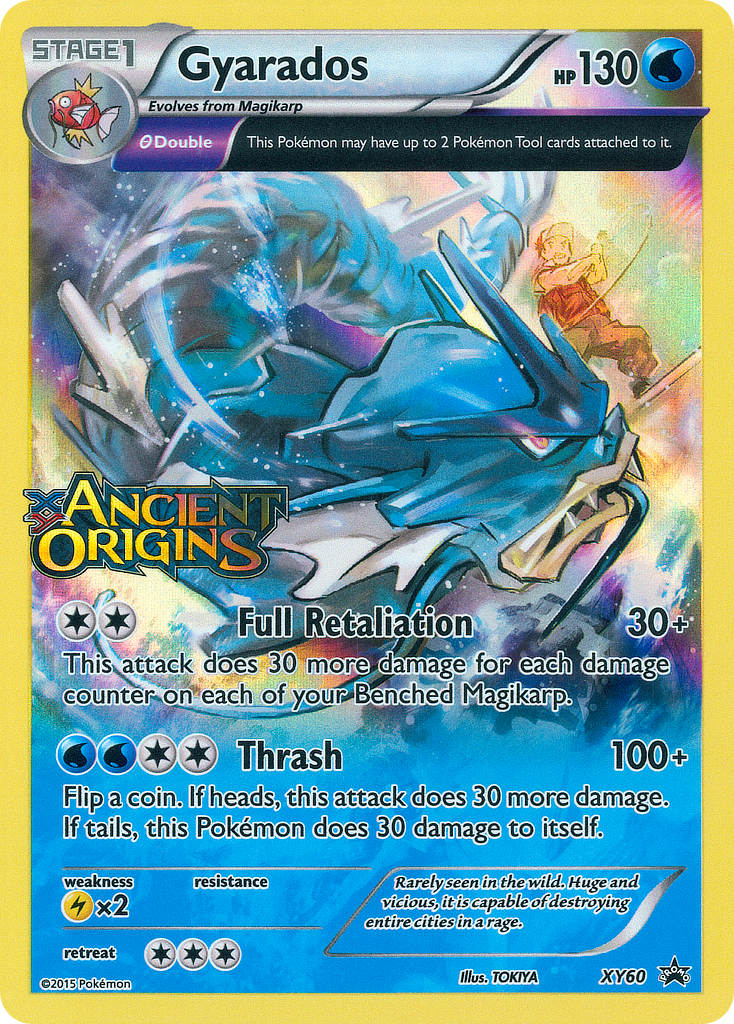 STAGE1
Gyarados
HP130
Evolves from Magikarp
θDouble
This Pokémon may have up to 2 Pokémon Tool cards attached to it.
XY
ANCIENT
ORIGINS
Full Retaliation 30+
This attack does 30 more damage for each damage
counter on each of your Benched Magikarp.
Thrash 100+
Flip a coin. If heads, this attack does 30 more damage.
If tails, this Pokémon does 30 damage to itself.
weakness resistance
×2
Rarely seen in the wild. Huge and
vicious, it is capable of destroying
entire cities in a rage.
retreat
©2015 Pokémon Illus. TOKIYA XY60 PROMO